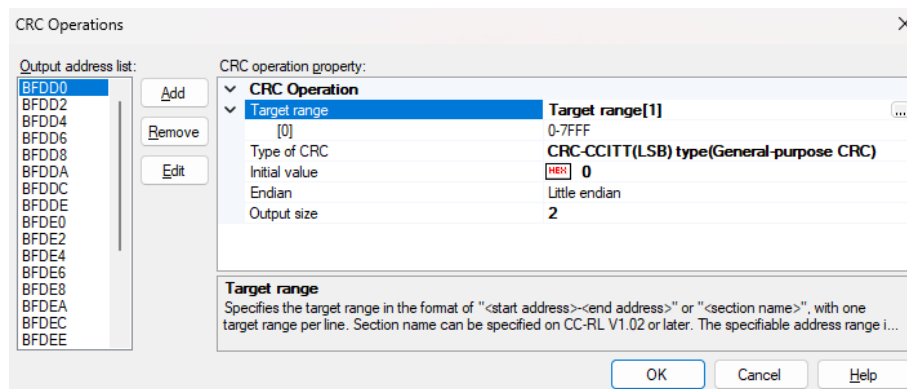 CRC Operations
Output address list:
BFDD0
BFDD2
BFDD4
BFDD6
BFDD8
BFDDA
BFDDC
BFDDE
BFDE0
BFDE2
BFDE4
BFDE6
BFDE8
BFDEA
BFDEC
BFDEE
Add
Remove
Edit
CRC operation property:
CRC Operation
Target range Target range[1] ...
[0] 0-7FFF
Type of CRC CRC-CCITT(LSB) type(General-purpose CRC)
Initial value HEX 0
Endian Little endian
Output size 2
Target range
Specifies the target range in the format of "<start address>-<end address>" or "<section name>", with one
target range per line. Section name can be specified on CC-RL V1.02 or later. The specifiable address range i...
OK Cancel Help